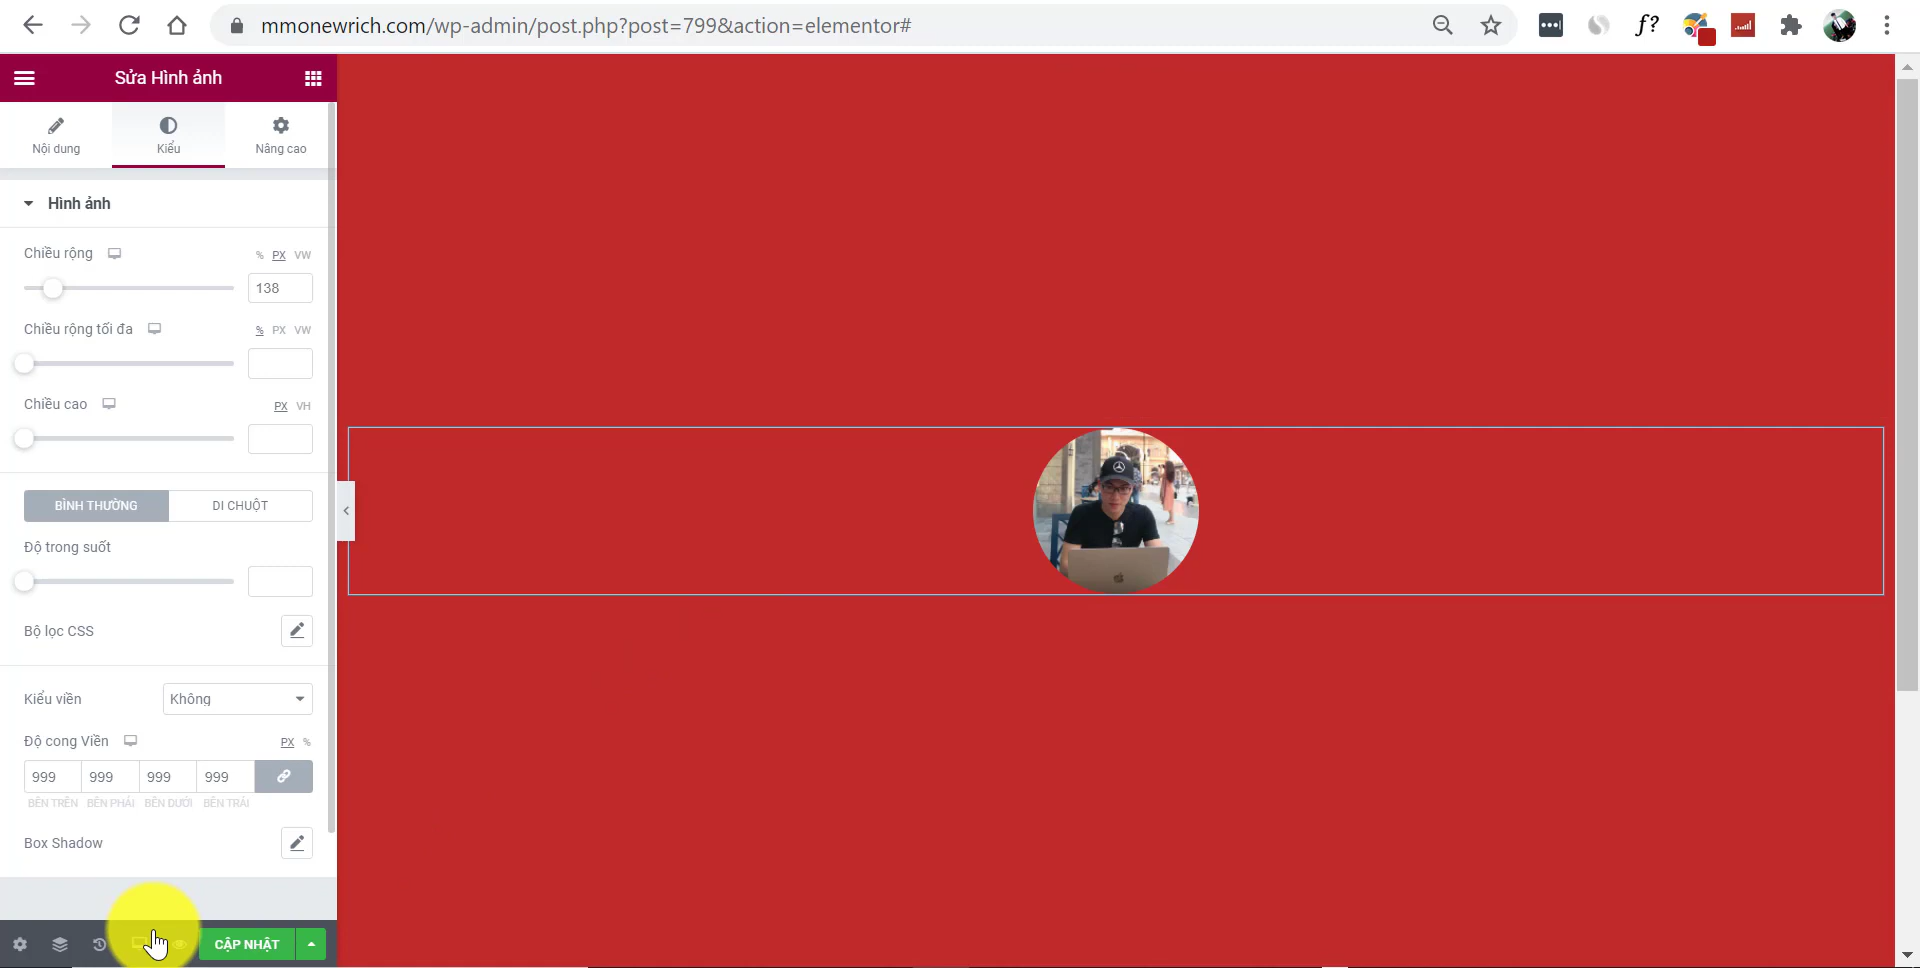 mmonewrich.com/wp-admin/post.php?post=799&action=elementor#
f?
Sửa Hình ảnh
Nội dung
Kiểu
Nâng cao
Hình ảnh
Chiều rộng % PX VW
138
Chiều rộng tối đa % PX VW
Chiều cao PX VH
BÌNH THƯỜNG DI CHUỘT
Độ trong suốt
Bộ lọc CSS
Kiểu viền Không
Độ cong Viền PX %
999 999 999 999
BÊN TRÊN BÊN PHẢI BÊN DƯỚI BÊN TRÁI
Box Shadow
CẬP NHẬT